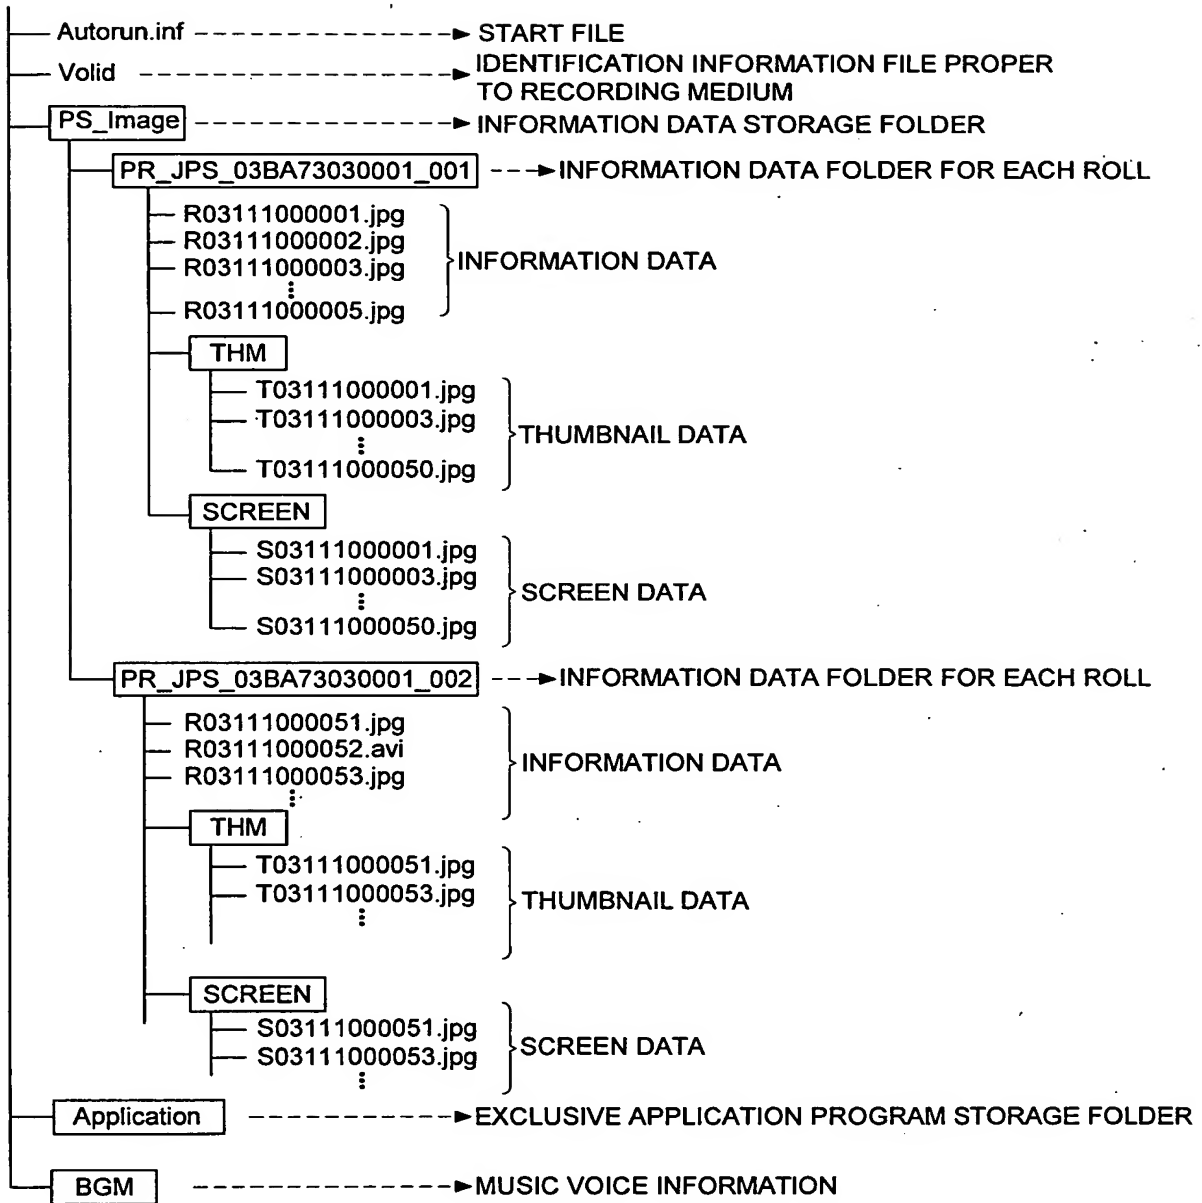 Autorun.inf START FILE
Volid IDENTIFICATION INFORMATION FILE PROPER
TO RECORDING MEDIUM
PS_Image INFORMATION DATA STORAGE FOLDER
PR_JPS_03BA73030001_001 INFORMATION DATA FOLDER FOR EACH ROLL
R03111000001.jpg
R03111000002.jpg
R03111000003.jpg
INFORMATION DATA
R03111000005.jpg
THM
T03111000001.jpg
T03111000003.jpg
THUMBNAIL DATA
T03111000050.jpg
SCREEN
S03111000001.jpg
S03111000003.jpg
SCREEN DATA
S03111000050.jpg
PR_JPS_03BA73030001_002 INFORMATION DATA FOLDER FOR EACH ROLL
R03111000051.jpg
R03111000052.avi
INFORMATION DATA
R03111000053.jpg
THM
T03111000051.jpg
T03111000053.jpg
THUMBNAIL DATA
SCREEN
S03111000051.jpg
SCREEN DATA
S03111000053.jpg
Application EXCLUSIVE APPLICATION PROGRAM STORAGE FOLDER
BGM MUSIC VOICE INFORMATION